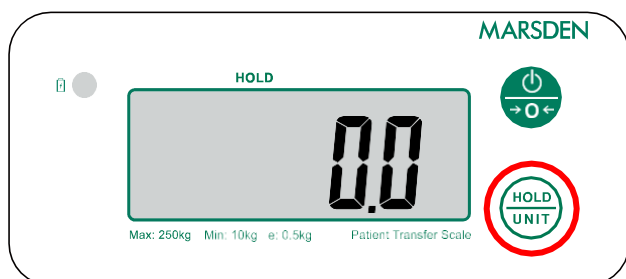 MARSDEN
HOLD
0.0
→0←
HOLD
UNIT
Max: 250kg Min: 10kg e: 0.5kg Patient Transfer Scale